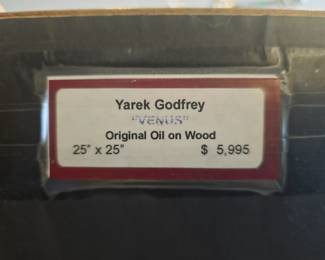 Yarek Godfrey
"VENUS"
Original Oil on Wood
25" x 25" $ 5,995